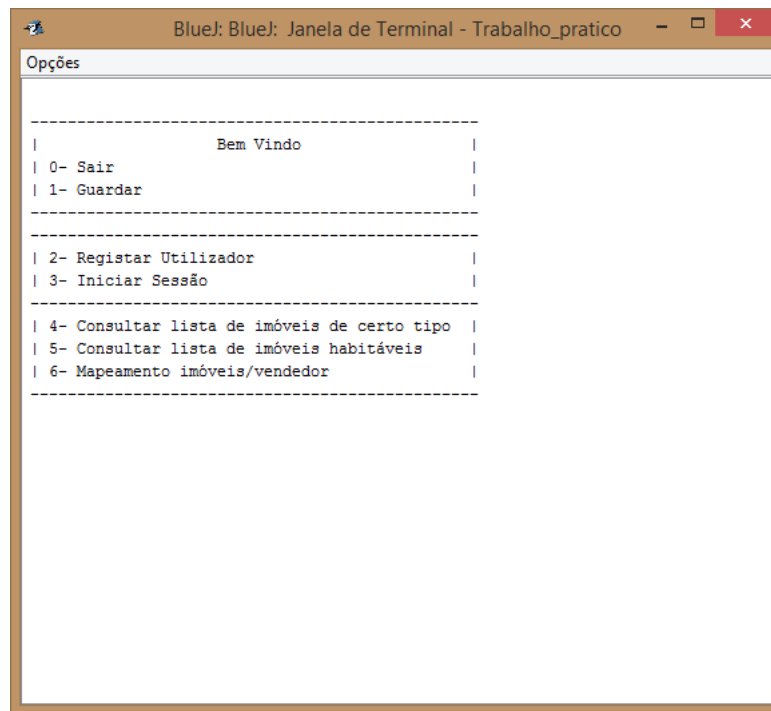 BlueJ: BlueJ: Janela de Terminal - Trabalho_pratico
Opções
------------------------------------------------
|                   Bem Vindo                  |
| 0- Sair                                      |
| 1- Guardar                                   |
------------------------------------------------
------------------------------------------------
| 2- Registar Utilizador                       |
| 3- Iniciar Sessão                            |
------------------------------------------------
| 4- Consultar lista de imóveis de certo tipo  |
| 5- Consultar lista de imóveis habitáveis     |
| 6- Mapeamento imóveis/vendedor               |
------------------------------------------------